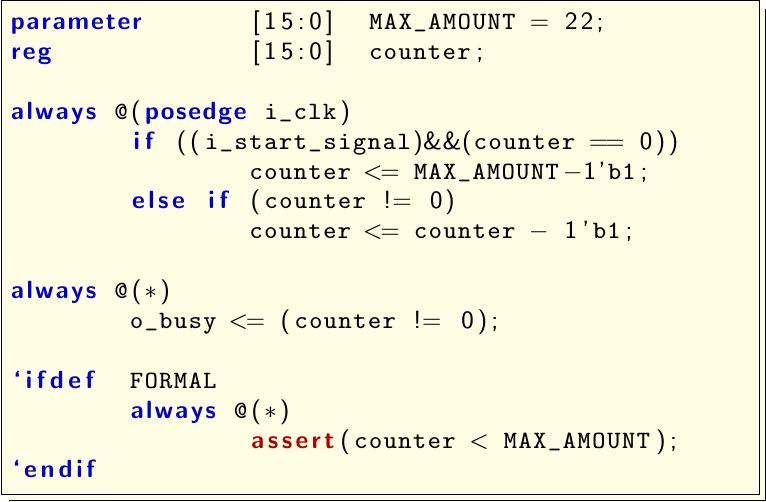 parameter [15:0] MAX_AMOUNT = 22;
reg [15:0] counter;
always @(posedge i_clk)
if ((i_start_signal)&&(counter == 0))
counter <= MAX_AMOUNT-1'b1;
else if (counter != 0)
counter <= counter - 1'b1;
always @(*)
o_busy <= (counter != 0);
‘ifdef FORMAL
always @(*)
assert(counter < MAX_AMOUNT);
‘endif